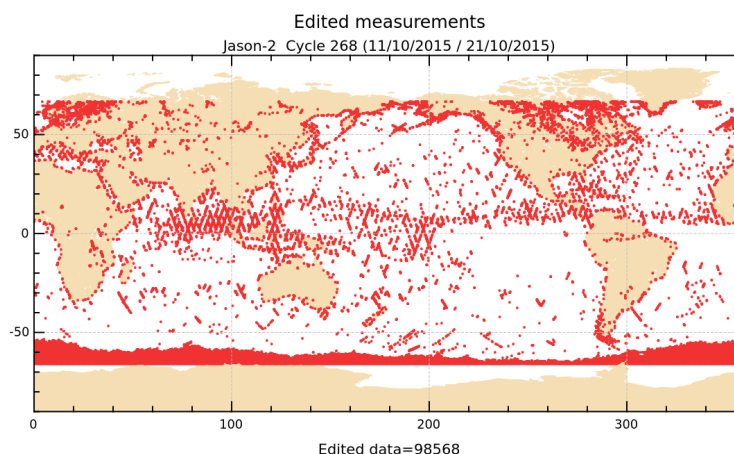 Edited measurements
Jason-2 Cycle 268 (11/10/2015 / 21/10/2015)
50
0
-50
0 100 200 300
Edited data=98568